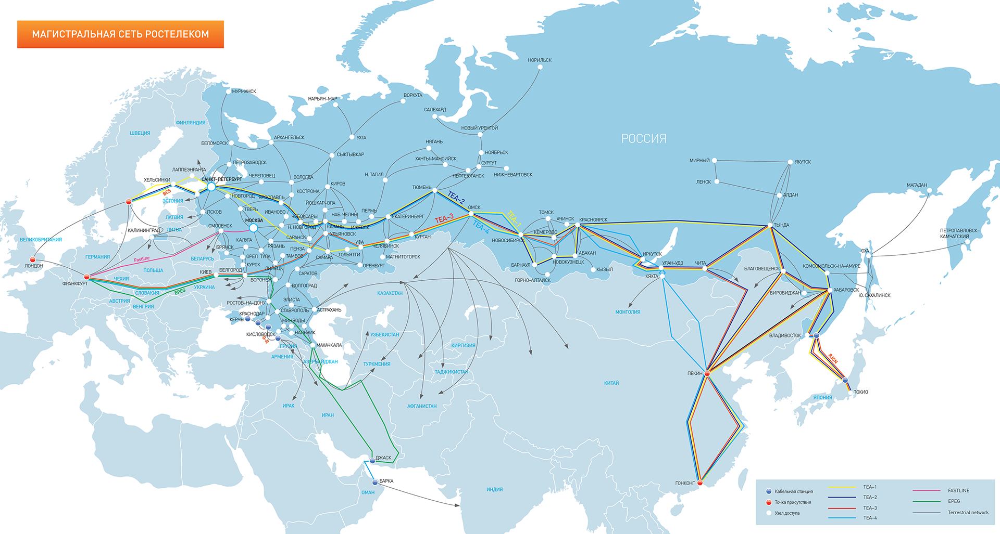 МАГИСТРАЛЬНАЯ СЕТЬ РОСТЕЛЕКОМ
НОРИЛЬСК
МУРМАНСК
НАРЬЯН-МАР
ВОРКУТА
САЛЕХАРД
ФИНЛЯНДИЯ
ШВЕЦИЯ
НОВЫЙ УРЕНГОЙ
БЕЛОМОРСК
АРХАНГЕЛЬСК
УХТА
НЯГАНЬ
РОССИЯ
СЫКТЫВКАР
НОЯБРЬСК
ХАНТЫ-МАНСИЙСК
СУРГУТ
ПЕТРОЗАВОДСК
МИРНЫЙ
ЯКУТСК
ЛАППЕЭНРАНТА
ЧЕРЕПОВЕЦ
ВОЛОГДА
Н. ТАГИЛ
НЕФТЕЮГАНСК
НИЖНЕВАРТОВСК
ХЕЛЬСИНКИ
САНКТ-ПЕТЕРБУРГ
КИРОВ
ТЮМЕНЬ
ЛЕНСК
МАГАДАН
BCS
КОСТРОМА
TEA-2
АЛДАН
ЭСТОНИЯ
НОВГОРОД
ЯРОСЛАВЛЬ
ЙОШКАР-ОЛА
ОМСК
ПСКОВ
ТВЕРЬ
ИВАНОВО
ЧЕБОКСАРЫ
НАБ. ЧЕЛНЫ
ПЕРМЬ
ЕКАТЕРИНБУРГ
TEA-3
TEA-1
ТОМСК
АЧИНСК
КРАСНОЯРСК
ЛАТВИЯ
МОСКВА
TEA-4
ТЫНДА
КАЛИНИНГРАД
ЛИТВА
СМОЛЕНСК
Н. НОВГОРОД
КАЗАНЬ
ИЖЕВСК
КЕМЕРОВО
ПЕТРОПАВЛОВСК-
КАМЧАТСКИЙ
УЛЬЯНОВСК
КУРГАН
ВЕЛИКОБРИТАНИЯ
САРАНСК
УФА
ЧЕЛЯБИНСК
НОВОСИБИРСК
БРЯНСК
КАЛУГА
РЯЗАНЬ
ПЕНЗА
ОХА
ГЕРМАНИЯ
Fastline
БЕЛАРУСЬ
ОРЕЛ
ТУЛА
ТАМБОВ
САМАРА
ТОЛЬЯТТИ
МАГНИТОГОРСК
АБАКАН
ИРКУТСК
ЛОНДОН
КУРСК
ЛИПЕЦК
ОРЕНБУРГ
БАРНАУЛ
НОВОКУЗНЕЦК
УЛАН-УДЭ
ЧИТА
КОМСОМОЛЬСК-НА-АМУРЕ
ПОЛЬША
КИЕВ
БЕЛГОРОД
САРАТОВ
КЫЗЫЛ
БЛАГОВЕЩЕНСК
ФРАНКФУРТ
ЧЕХИЯ
ВОРОНЕЖ
ГОРНО-АЛТАЙСК
КЯХТА
УКРАИНА
ВОЛГОГРАД
ХАБАРОВСК
СЛОВАКИЯ
EPEG
КАЗАХСТАН
БИРОБИДЖАН
Ю. САХАЛИНСК
АВСТРИЯ
ВЕНГРИЯ
РОСТОВ-НА-ДОНУ
ЭЛИСТА
КРАСНОДАР
СТАВРОПОЛЬ
АСТРАХАНЬ
МОНГОЛИЯ
КЕРЧЬ
МИНВОДЫ
КИСЛОВОДСК
НАЛЬЧИК
УЗБЕКИСТАН
ВЛАДИВОСТОК
G-R
ГРУЗИЯ
МАХАЧКАЛА
КИРГИЗИЯ
АРМЕНИЯ
АЗЕРБАЙДЖАН
ТУРКМЕНИЯ
RJCN
ТАДЖИКИСТАН
ПЕКИН
КИТАЙ
ТОКИО
ЯПОНИЯ
ИРАК
ИРАН
АФГАНИСТАН
ДЖАСК
БАРКА
ОМАН
ИНДИЯ
ГОНКОНГ
Кабельная станция
Точка присутствия
Узел доступа
TEA-1
TEA-2
TEA-3
TEA-4
FASTLINE
EPEG
Terrestrial network